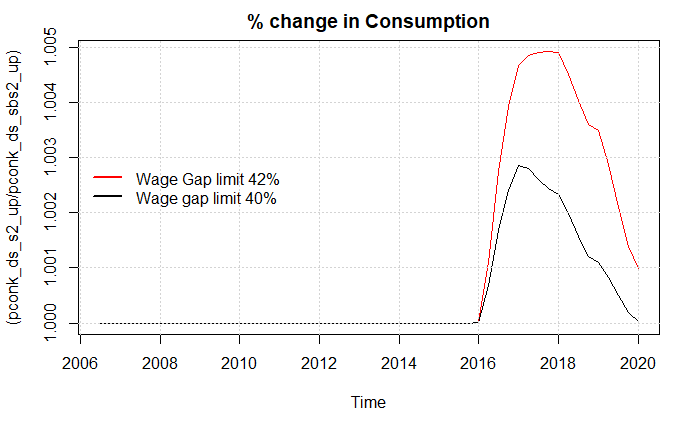 % change in Consumption
(pconk_ds_s2_up/pconk_ds_sbs2_up)
1.005
1.004
1.003
1.002
1.001
1.000
Wage Gap limit 42%
Wage gap limit 40%
2006 2008 2010 2012 2014 2016 2018 2020
Time